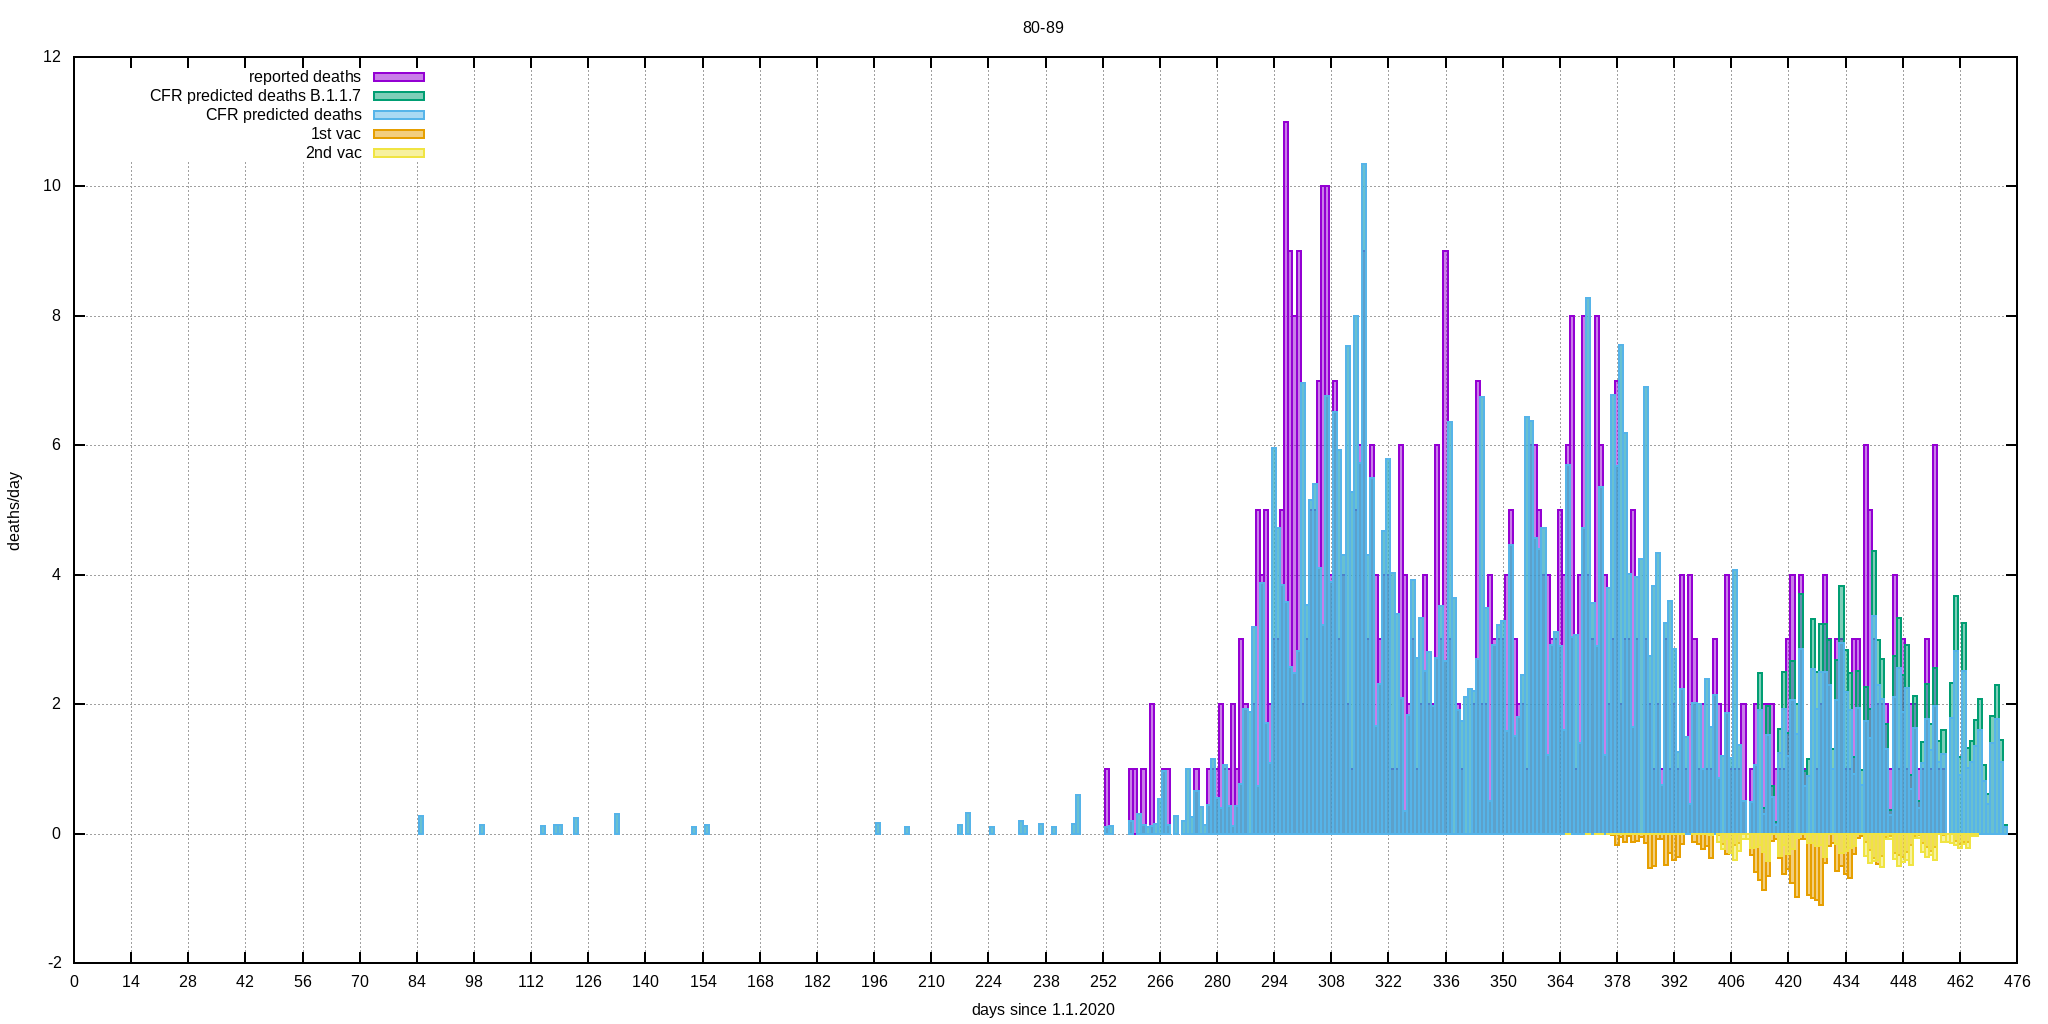 80-89
reported deaths
CFR predicted deaths B.1.1.7
CFR predicted deaths
1st vac
2nd vac
12
10
8
6
4
2
0
-2
deaths/day
0 14 28 42 56 70 84 98 112 126 140 154 168 182 196 210 224 238 252 266 280 294 308 322 336 350 364 378 392 406 420 434 448 462 476
days since 1.1.2020